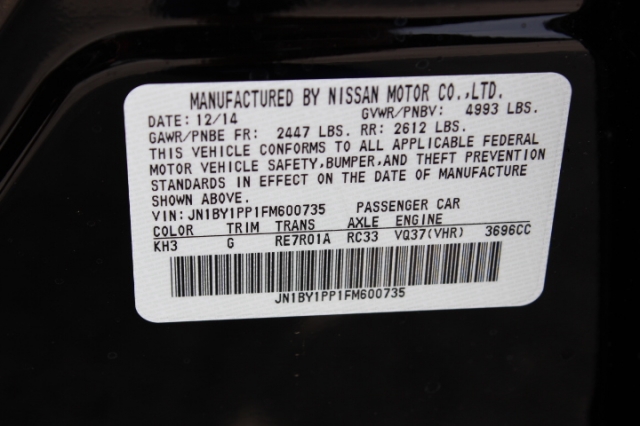 MANUFACTURED BY NISSAN MOTOR CO.,LTD.
DATE: 12/14 GVWR/PNBV: 4993 LBS.
GAWR/PNBE FR: 2447 LBS. RR: 2612 LBS.
THIS VEHICLE CONFORMS TO ALL APPLICABLE FEDERAL
MOTOR VEHICLE SAFETY,BUMPER,AND THEFT PREVENTION
STANDARDS IN EFFECT ON THE DATE OF MANUFACTURE
SHOWN ABOVE.
VIN: JN1BY1PP1FM600735 PASSENGER CAR
COLOR TRIM TRANS AXLE ENGINE
KH3 G RE7R01A RC33 VQ37(VHR) 3696CC
JN1BY1PP1FM600735